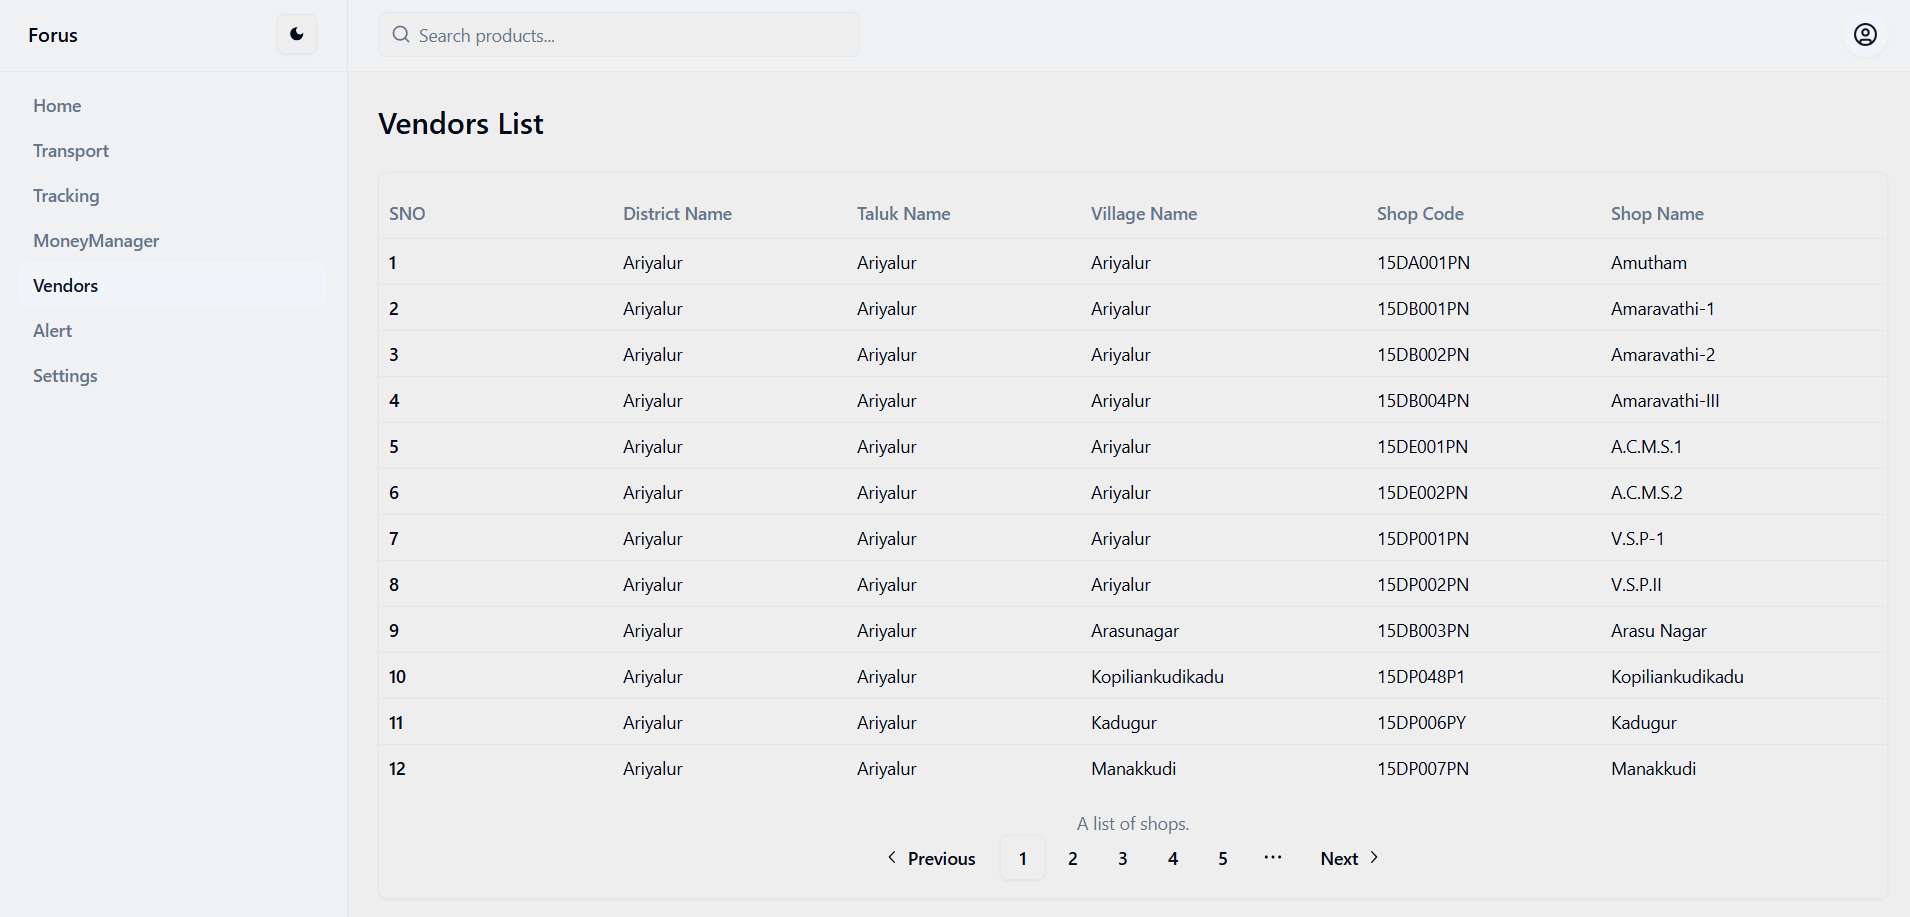 Forus
Search products...
Home
Transport
Tracking
MoneyManager
Vendors
Alert
Settings
Vendors List
SNO District Name Taluk Name Village Name Shop Code Shop Name
1 Ariyalur Ariyalur Ariyalur 15DA001PN Amutham
2 Ariyalur Ariyalur Ariyalur 15DB001PN Amaravathi-1
3 Ariyalur Ariyalur Ariyalur 15DB002PN Amaravathi-2
4 Ariyalur Ariyalur Ariyalur 15DB004PN Amaravathi-III
5 Ariyalur Ariyalur Ariyalur 15DE001PN A.C.M.S.1
6 Ariyalur Ariyalur Ariyalur 15DE002PN A.C.M.S.2
7 Ariyalur Ariyalur Ariyalur 15DP001PN V.S.P-1
8 Ariyalur Ariyalur Ariyalur 15DP002PN V.S.P.II
9 Ariyalur Ariyalur Arasunagar 15DB003PN Arasu Nagar
10 Ariyalur Ariyalur Kopiliankudikadu 15DP048P1 Kopiliankudikadu
11 Ariyalur Ariyalur Kadugur 15DP006PY Kadugur
12 Ariyalur Ariyalur Manakkudi 15DP007PN Manakkudi
A list of shops.
Previous 1 2 3 4 5 ... Next